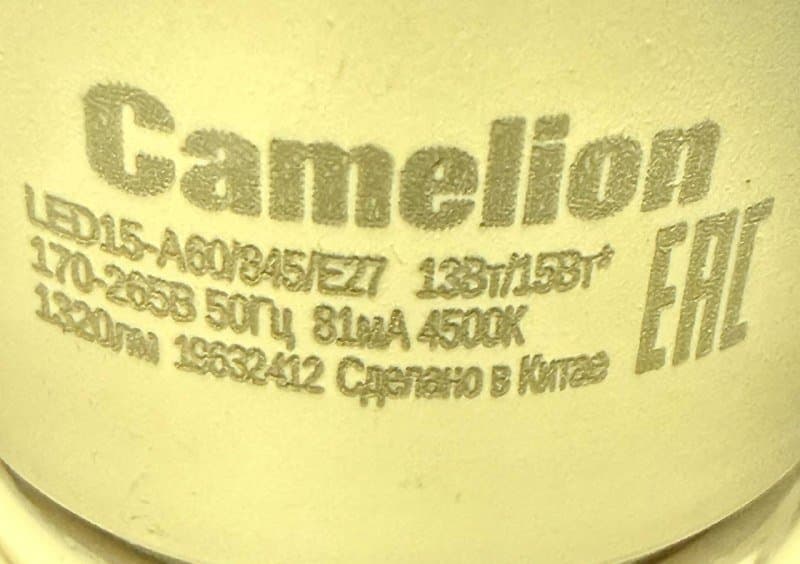 Camelion
LED15-A60/845/E27 13Вт/15Вт*
170-265В 50Гц 81мА 4500К
1320лм 19632412 Сделано в Китае
EAC